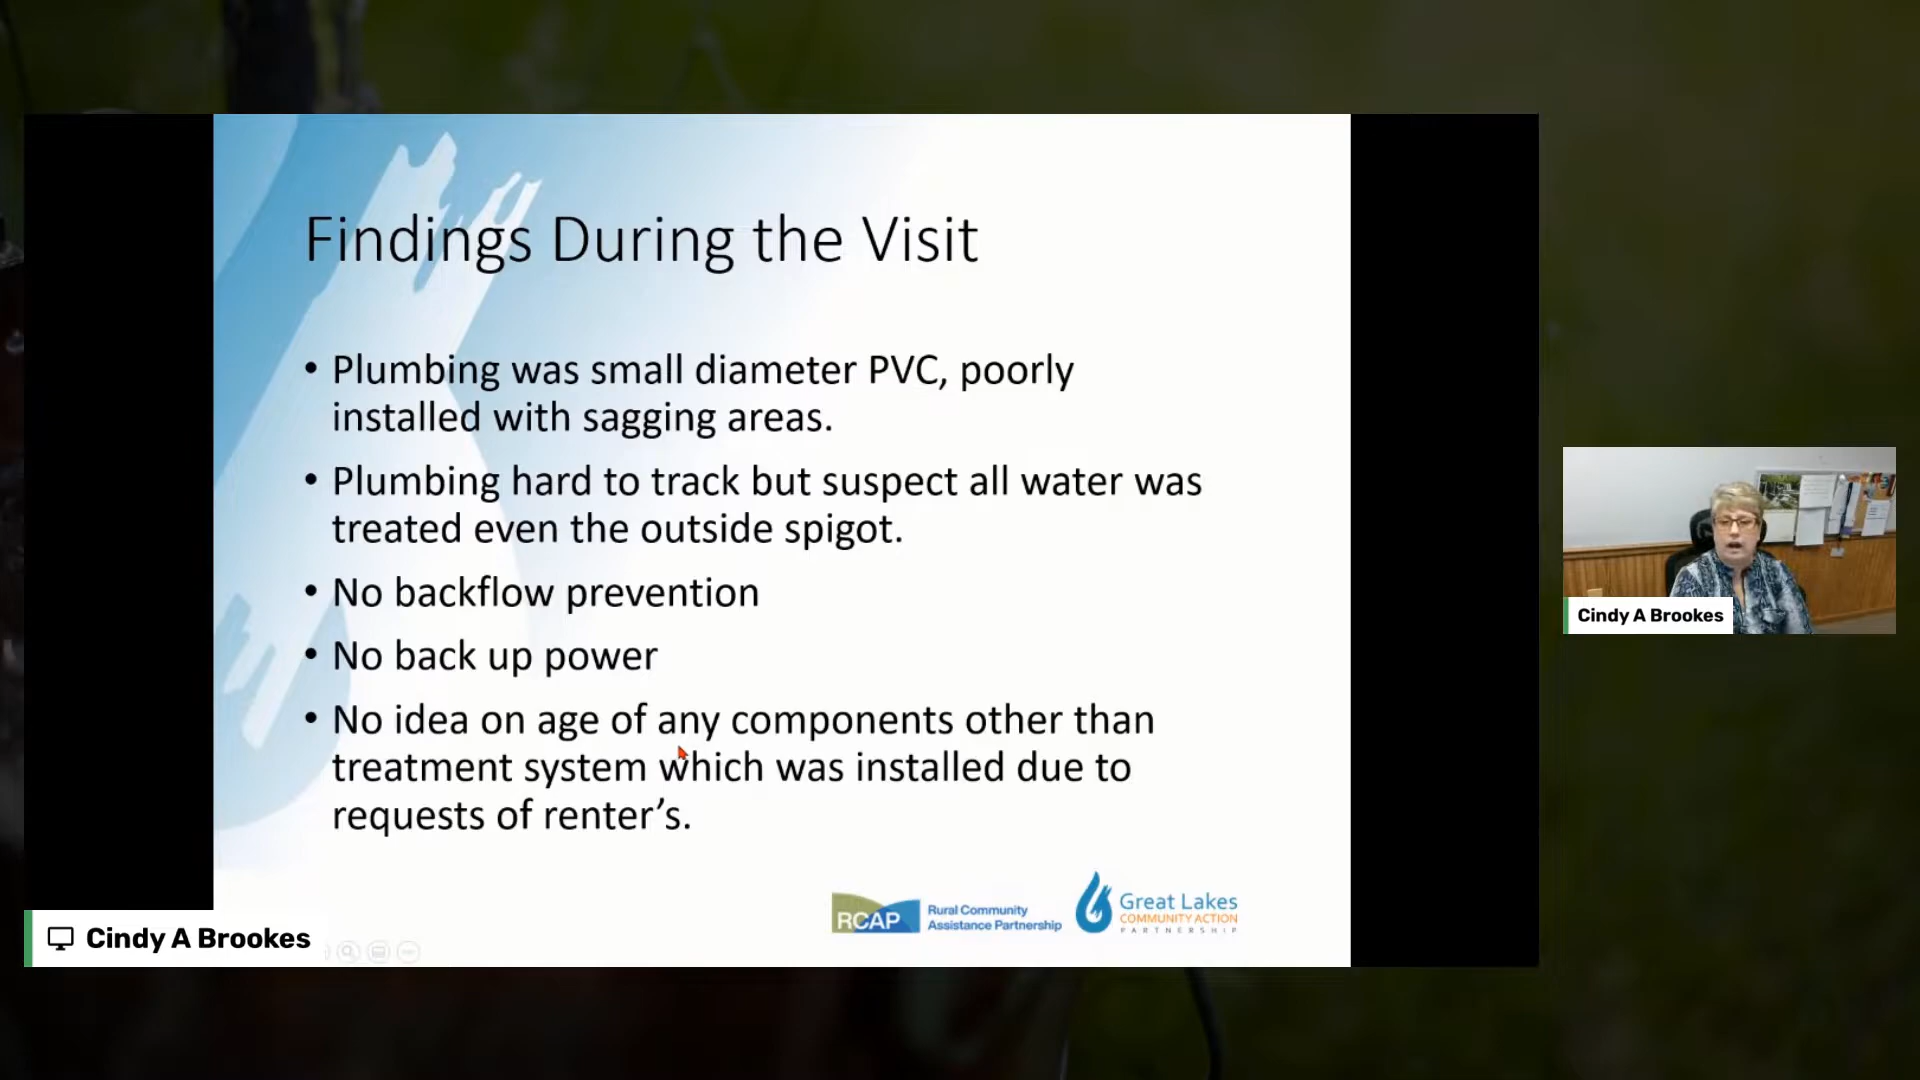 Findings During the Visit
• Plumbing was small diameter PVC, poorly
installed with sagging areas.
• Plumbing hard to track but suspect all water was
treated even the outside spigot.
• No backflow prevention
• No back up power
• No idea on age of any components other than
treatment system which was installed due to
requests of renter’s.
RCAP
Rural Community
Assistance Partnership
Great Lakes
COMMUNITY ACTION
PARTNERSHIP
Cindy A Brookes
Cindy A Brookes